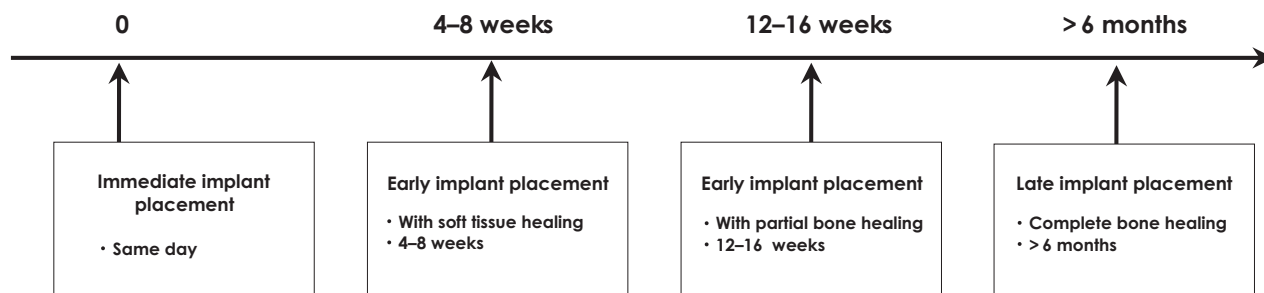 0
4–8 weeks
12–16 weeks
> 6 months
Immediate implant
placement
• Same day
Early implant placement
• With soft tissue healing
• 4–8 weeks
Early implant placement
• With partial bone healing
• 12–16 weeks
Late implant placement
• Complete bone healing
• > 6 months